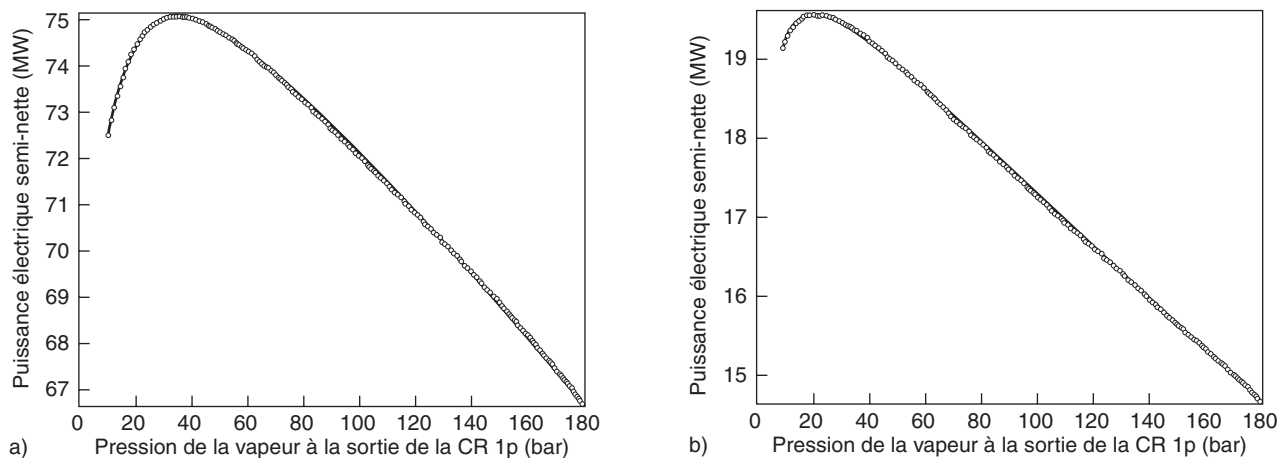 Puissance électrique semi-nette (MW)
75
74
73
72
71
70
69
68
67
0 20 40 60 80 100 120 140 160 180
a) Pression de la vapeur à la sortie de la CR 1p (bar)
Puissance électrique semi-nette (MW)
19
18
17
16
15
0 20 40 60 80 100 120 140 160 180
b) Pression de la vapeur à la sortie de la CR 1p (bar)